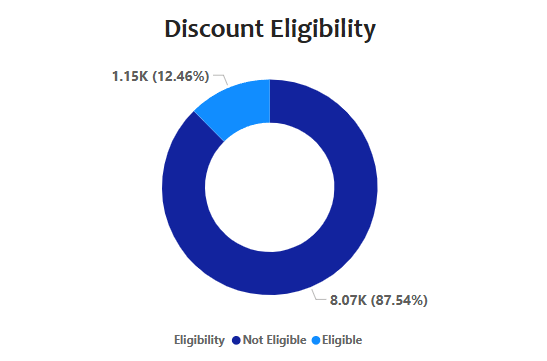 Discount Eligibility
1.15K (12.46%)
8.07K (87.54%)
Eligibility Not Eligible Eligible